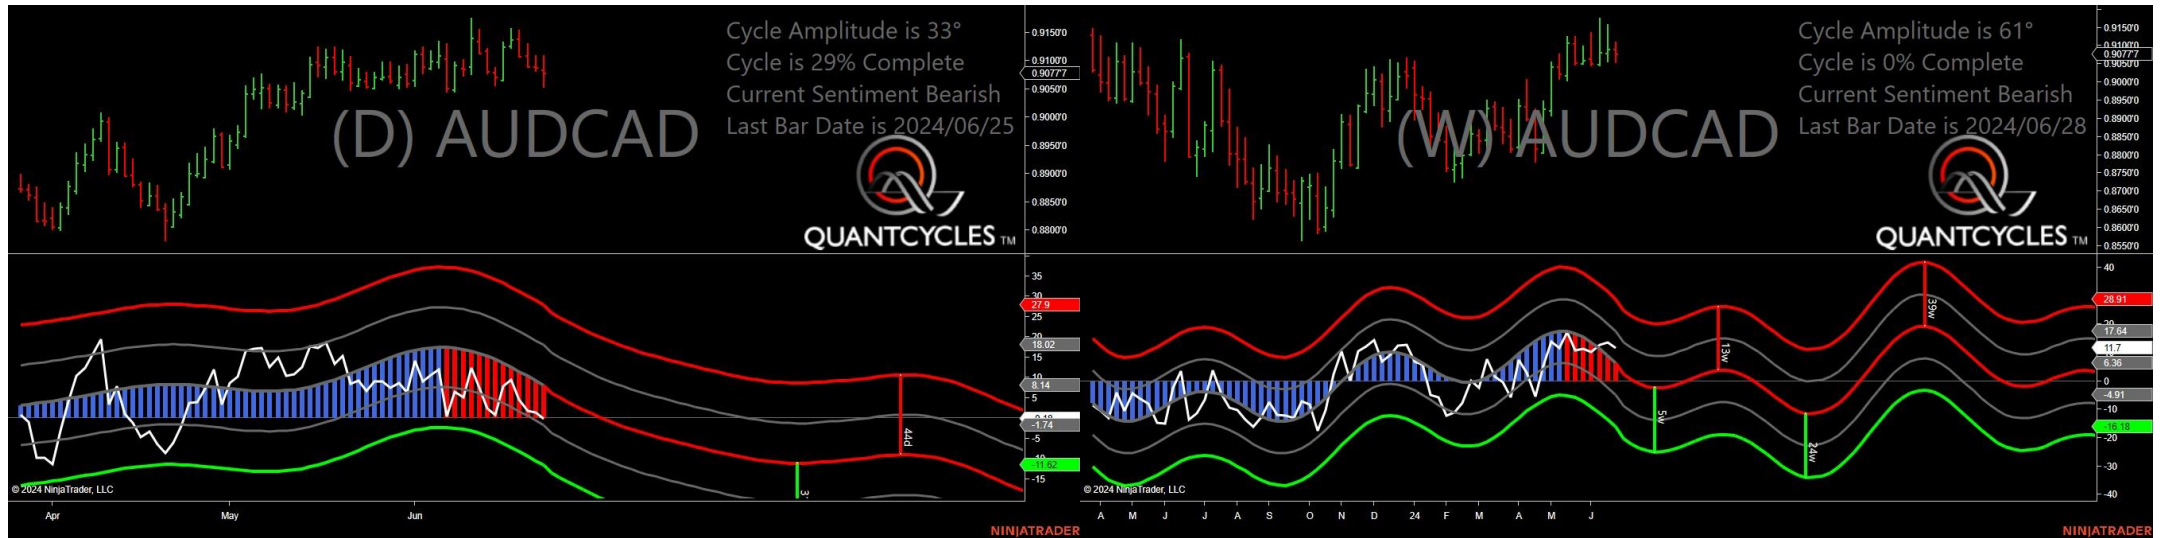 Cycle Amplitude is 33°
Cycle is 29% Complete
Current Sentiment Bearish
Last Bar Date is 2024/06/25
(D) AUDCAD
QUANTCYCLES TM
0.9150'0
0.9100'0
0.9077'7
0.9050'0
0.9000'0
0.8950'0
0.8900'0
0.8850'0
0.8800'0
35
30
27.9
25
20
18.02
15
10
8.14
5
-0.18
-1.74
-5
-10
-11.62
-15
44d
3
© 2024 NinjaTrader, LLC
Apr
May
Jun
NINJATRADER
Cycle Amplitude is 61°
Cycle is 0% Complete
Current Sentiment Bearish
Last Bar Date is 2024/06/28
(W) AUDCAD
QUANTCYCLES TM
0.9150'0
0.9100'0
0.9077'7
0.9050'0
0.9000'0
0.8950'0
0.8900'0
0.8850'0
0.8800'0
0.8750'0
0.8700'0
0.8650'0
0.8600'0
0.8550'0
40
28.91
20
17.64
11.7
6.36
0
-4.91
-10
-16.18
-20
-30
-40
5w
13w
24w
39w
© 2024 NinjaTrader, LLC
A M J J A S O N D 24 F M A M J
NINJATRADER